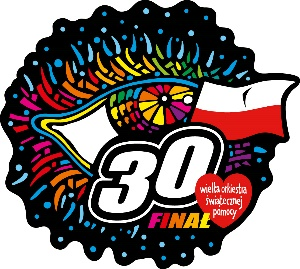 30
FINAŁ
wielka orkiestra
świątecznej
pomocy